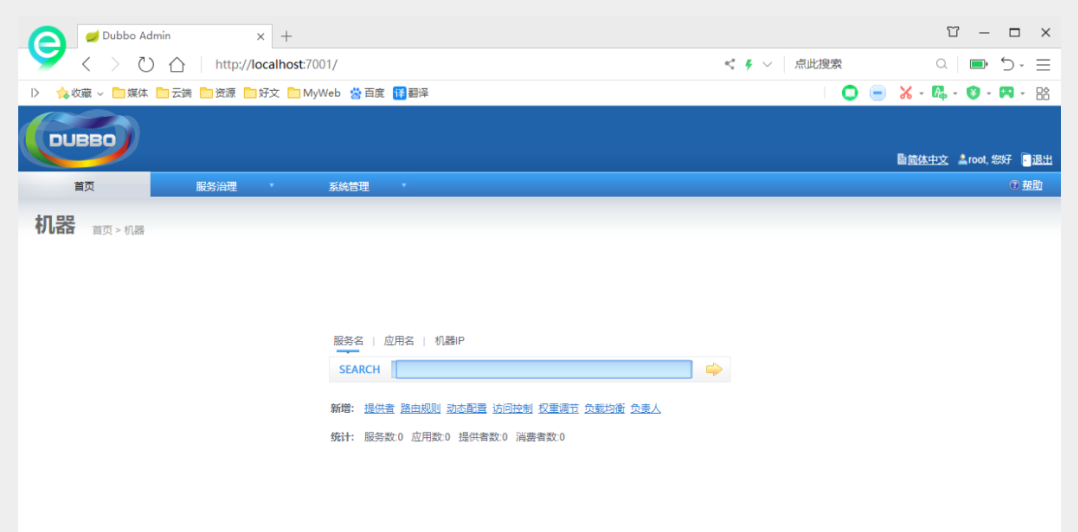 Dubbo Admin
http://localhost:7001/
点此搜索
收藏 媒体 云端 资源 好文 MyWeb 百度 译 翻译
DUBBO
简体中文 root, 您好 退出
首页 服务治理 系统管理 帮助
机器 首页 > 机器
服务名 | 应用名 | 机器IP
SEARCH
新增: 提供者 路由规则 动态配置 访问控制 权重调节 负载均衡 负责人
统计: 服务数:0 应用数:0 提供者数:0 消费者数:0